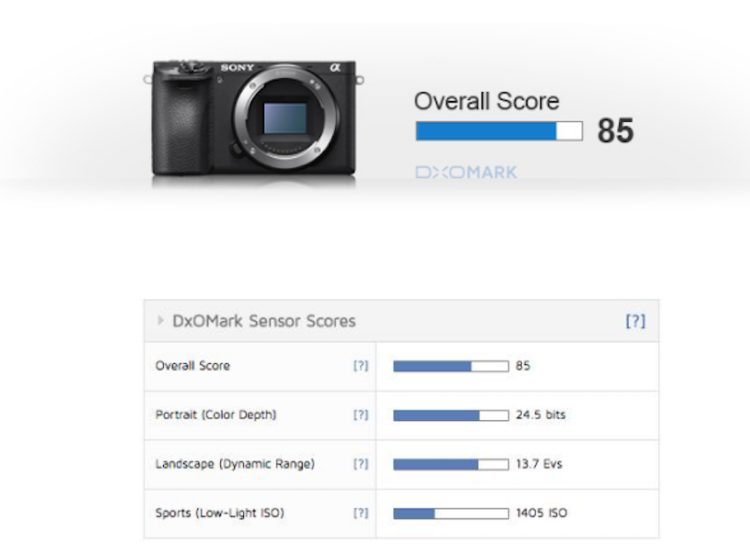 SONY α
Overall Score
85
DXOMARK
DxOMark Sensor Scores [?]
Overall Score [?] 85
Portrait (Color Depth) [?] 24.5 bits
Landscape (Dynamic Range) [?] 13.7 Evs
Sports (Low-Light ISO) [?] 1405 ISO